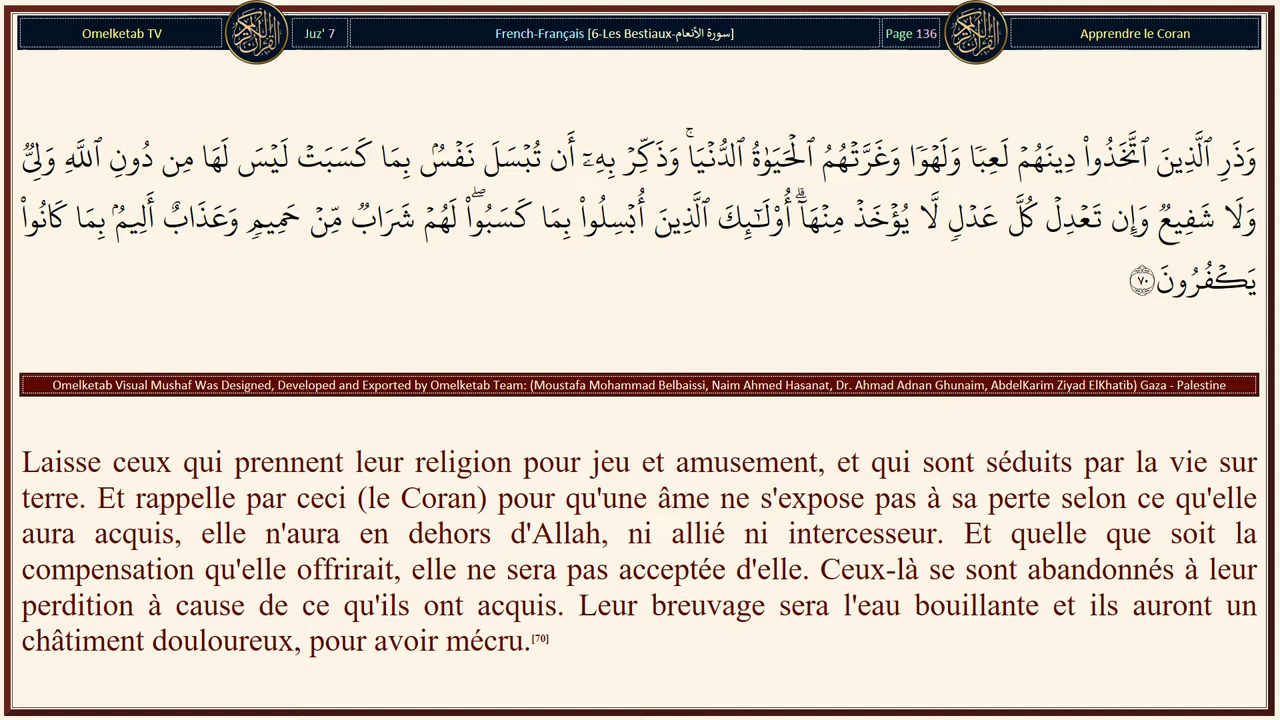 Omelketab TV
Juz' 7
French-Français [6-Les Bestiaux-سورة الأنعام]
Page 136
Apprendre le Coran
وَذَرِ ٱلَّذِينَ ٱتَّخَذُوا۟ دِينَهُمْ لَعِبًا وَلَهْوًا وَغَرَّتْهُمُ ٱلْحَيَوٰةُ ٱلدُّنْيَا ۚ وَذَكِّرْ بِهِۦٓ أَن تُبْسَلَ نَفْسٌۢ بِمَا كَسَبَتْ لَيْسَ لَهَا مِن دُونِ ٱللَّهِ وَلِىٌّ
وَلَا شَفِيعٌ وَإِن تَعْدِلْ كُلَّ عَدْلٍ لَّا يُؤْخَذْ مِنْهَآ ۗ أُو۟لَـٰٓئِكَ ٱلَّذِينَ أُبْسِلُوا۟ بِمَا كَسَبُوا۟ ۖ لَهُمْ شَرَابٌ مِّنْ حَمِيمٍ وَعَذَابٌ أَلِيمٌۢ بِمَا كَانُوا۟
يَكْفُرُونَ ٧٠
Omelketab Visual Mushaf Was Designed, Developed and Exported by Omelketab Team: (Moustafa Mohammad Belbaissi, Naim Ahmed Hasanat, Dr. Ahmad Adnan Ghunaim, AbdelKarim Ziyad ElKhatib) Gaza - Palestine
Laisse ceux qui prennent leur religion pour jeu et amusement, et qui sont séduits par la vie sur
terre. Et rappelle par ceci (le Coran) pour qu'une âme ne s'expose pas à sa perte selon ce qu'elle
aura acquis, elle n'aura en dehors d'Allah, ni allié ni intercesseur. Et quelle que soit la
compensation qu'elle offrirait, elle ne sera pas acceptée d'elle. Ceux-là se sont abandonnés à leur
perdition à cause de ce qu'ils ont acquis. Leur breuvage sera l'eau bouillante et ils auront un
châtiment douloureux, pour avoir mécru.[70]